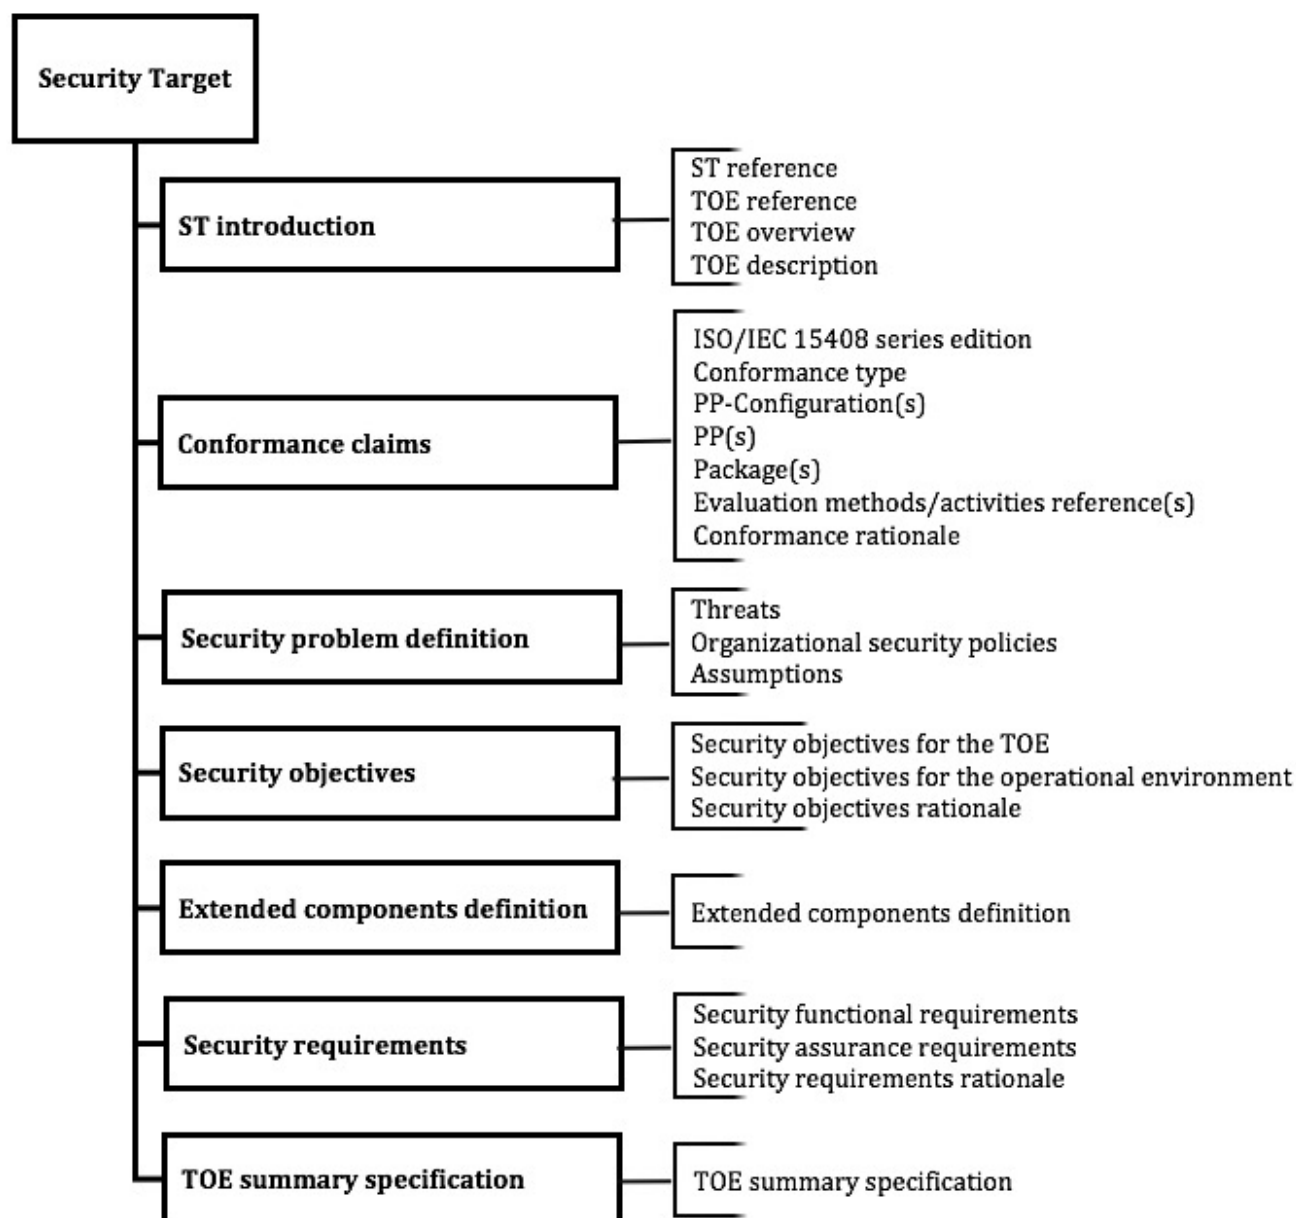 Security Target
ST introduction
ST reference
TOE reference
TOE overview
TOE description
Conformance claims
ISO/IEC 15408 series edition
Conformance type
PP-Configuration(s)
PP(s)
Package(s)
Evaluation methods/activities reference(s)
Conformance rationale
Security problem definition
Threats
Organizational security policies
Assumptions
Security objectives
Security objectives for the TOE
Security objectives for the operational environment
Security objectives rationale
Extended components definition
Extended components definition
Security requirements
Security functional requirements
Security assurance requirements
Security requirements rationale
TOE summary specification
TOE summary specification